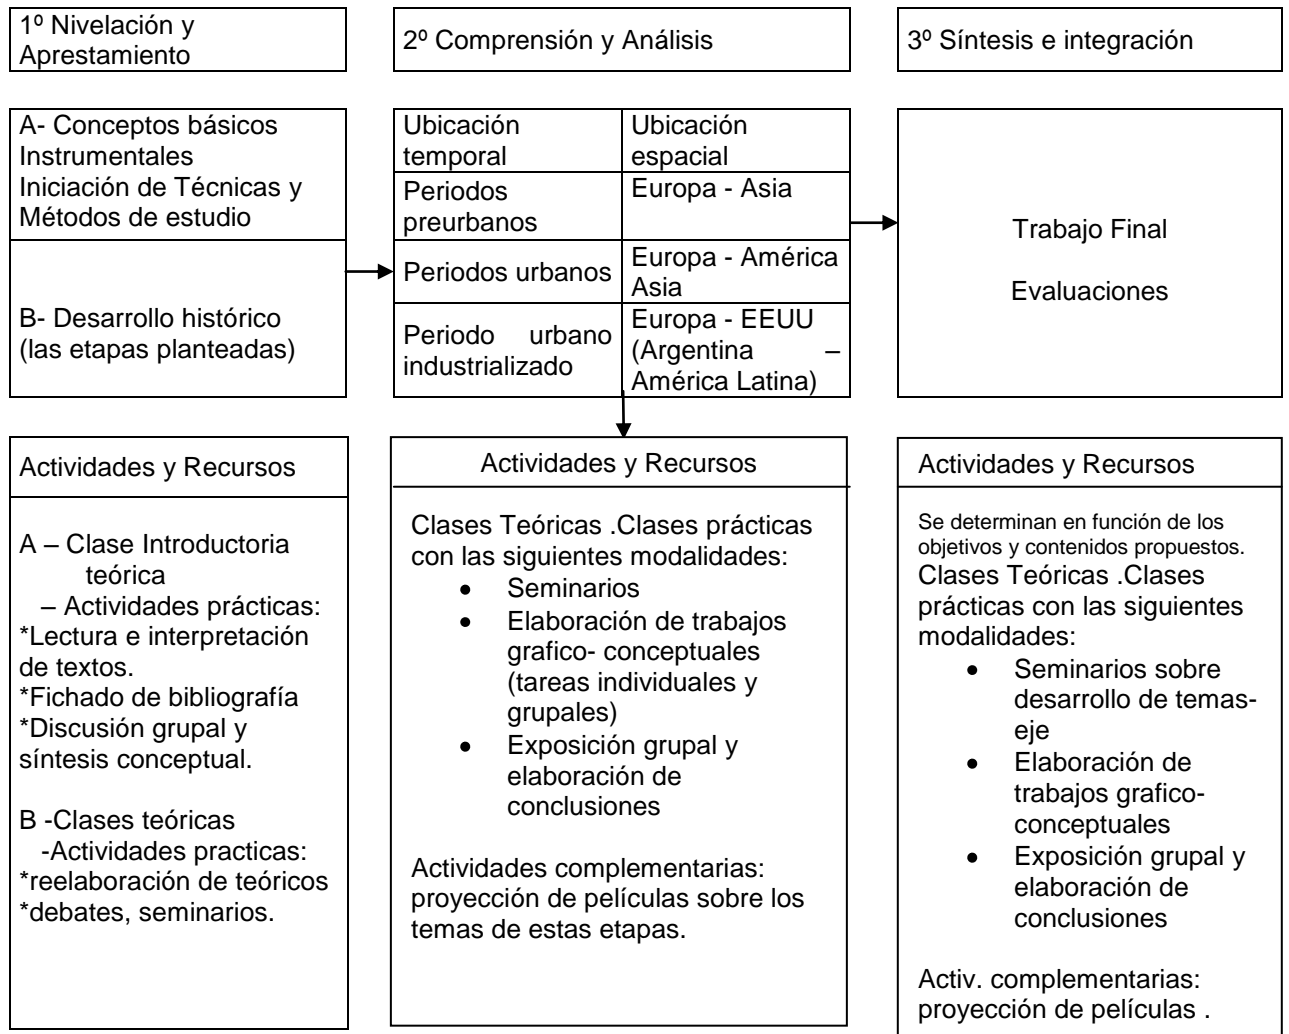 1º Nivelación y
Aprestamiento
2º Comprensión y Análisis
3º Síntesis e integración
A- Conceptos básicos
Instrumentales
Iniciación de Técnicas y
Métodos de estudio
B- Desarrollo histórico
(las etapas planteadas)
Ubicación
temporal
Ubicación
espacial
Periodos
preurbanos
Europa - Asia
Periodos urbanos
Europa - América
Asia
Periodo urbano
industrializado
Europa - EEUU
(Argentina –
América Latina)
Trabajo Final
Evaluaciones
Actividades y Recursos
A – Clase Introductoria
teórica
– Actividades prácticas:
*Lectura e interpretación
de textos.
*Fichado de bibliografía
*Discusión grupal y
síntesis conceptual.
B -Clases teóricas
-Actividades practicas:
*reelaboración de teóricos
*debates, seminarios.
Actividades y Recursos
Clases Teóricas .Clases prácticas
con las siguientes modalidades:
• Seminarios
• Elaboración de trabajos
grafico- conceptuales
(tareas individuales y
grupales)
• Exposición grupal y
elaboración de
conclusiones
Actividades complementarias:
proyección de películas sobre los
temas de estas etapas.
Actividades y Recursos
Se determinan en función de los
objetivos y contenidos propuestos.
Clases Teóricas .Clases
prácticas con las siguientes
modalidades:
• Seminarios sobre
desarrollo de temas-
eje
• Elaboración de
trabajos grafico-
conceptuales
• Exposición grupal y
elaboración de
conclusiones
Activ. complementarias:
proyección de películas .